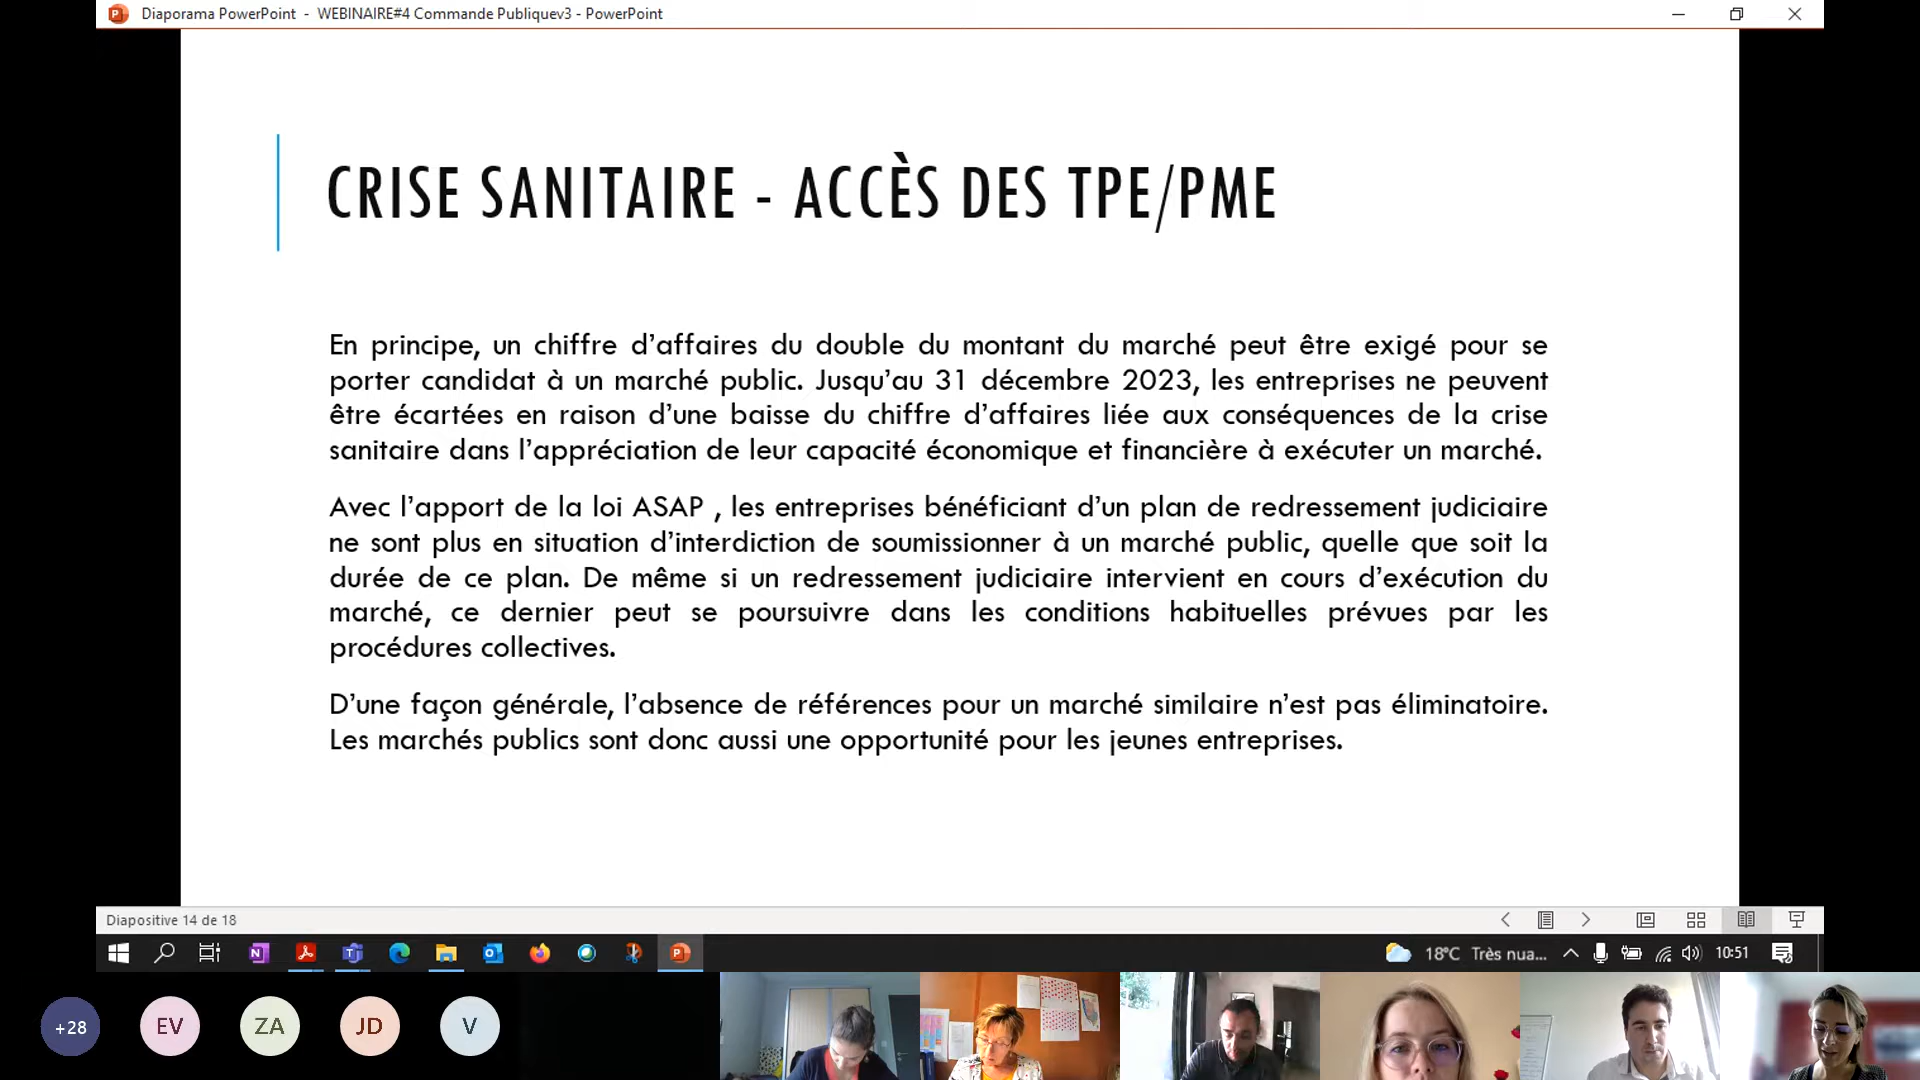 Diaporama PowerPoint - WEBINAIRE#4 Commande Publiquev3 - PowerPoint
CRISE SANITAIRE - ACCÈS DES TPE/PME
En principe, un chiffre d’affaires du double du montant du marché peut être exigé pour se
porter candidat à un marché public. Jusqu’au 31 décembre 2023, les entreprises ne peuvent
être écartées en raison d’une baisse du chiffre d’affaires liée aux conséquences de la crise
sanitaire dans l’appréciation de leur capacité économique et financière à exécuter un marché.
Avec l’apport de la loi ASAP , les entreprises bénéficiant d’un plan de redressement judiciaire
ne sont plus en situation d’interdiction de soumissionner à un marché public, quelle que soit la
durée de ce plan. De même si un redressement judiciaire intervient en cours d’exécution du
marché, ce dernier peut se poursuivre dans les conditions habituelles prévues par les
procédures collectives.
D’une façon générale, l’absence de références pour un marché similaire n’est pas éliminatoire.
Les marchés publics sont donc aussi une opportunité pour les jeunes entreprises.
Diapositive 14 de 18
18°C Très nua... 10:51
+28 EV ZA JD V